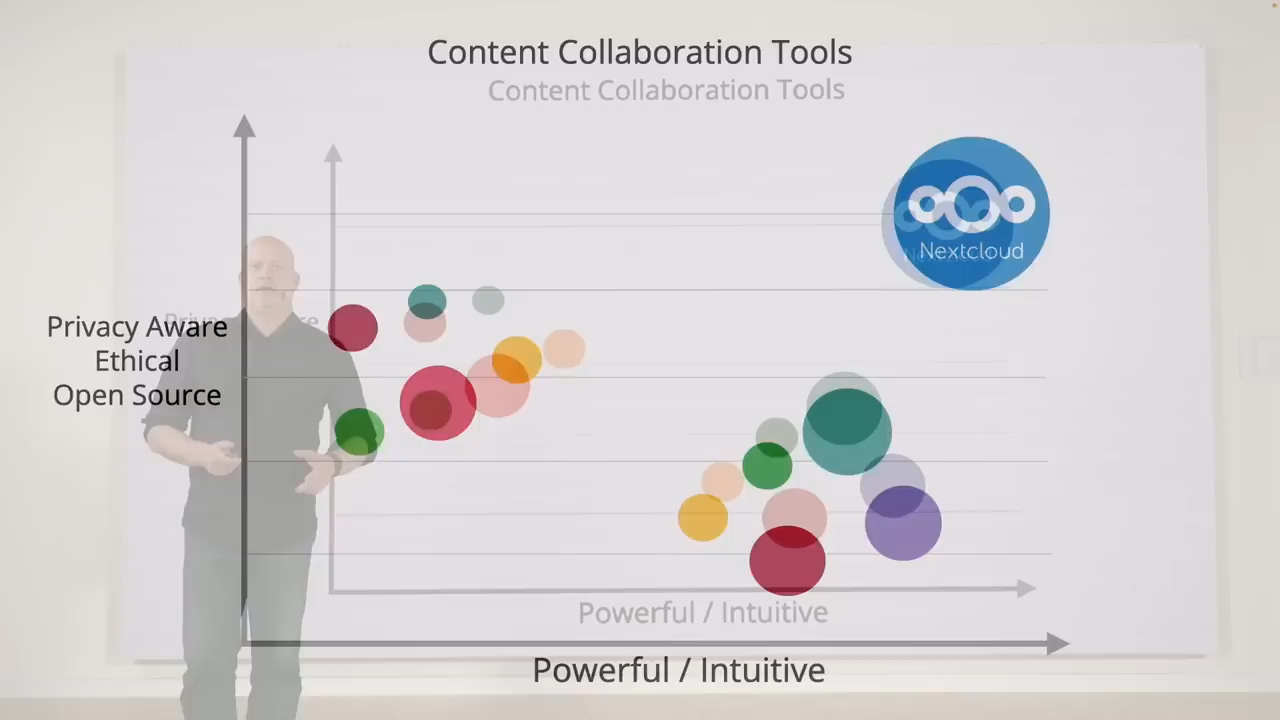 Content Collaboration Tools
Content Collaboration Tools
Nextcloud
Privacy Aware
Ethical
Open Source
Powerful / Intuitive
Powerful / Intuitive